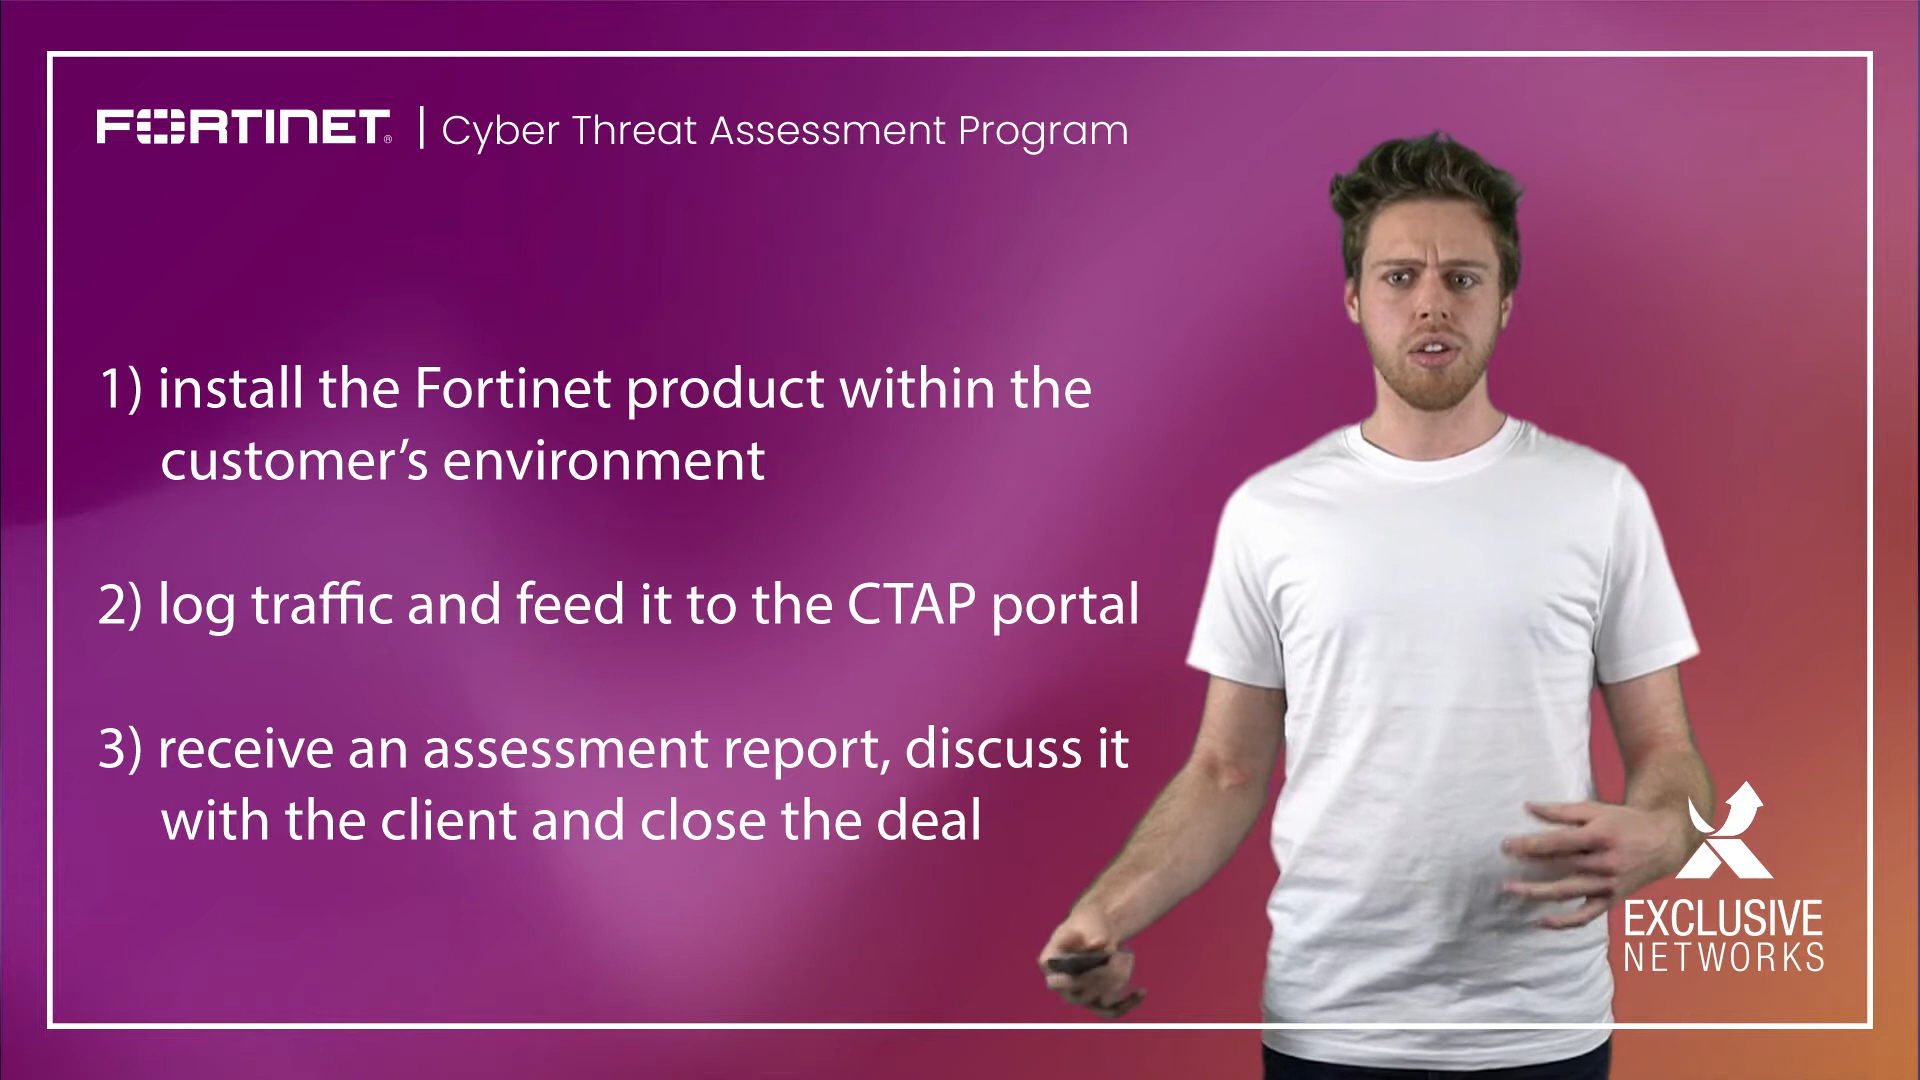 FORTINET® | Cyber Threat Assessment Program
1) install the Fortinet product within the
customer’s environment
2) log traffic and feed it to the CTAP portal
3) receive an assessment report, discuss it
with the client and close the deal
EXCLUSIVE
NETWORKS